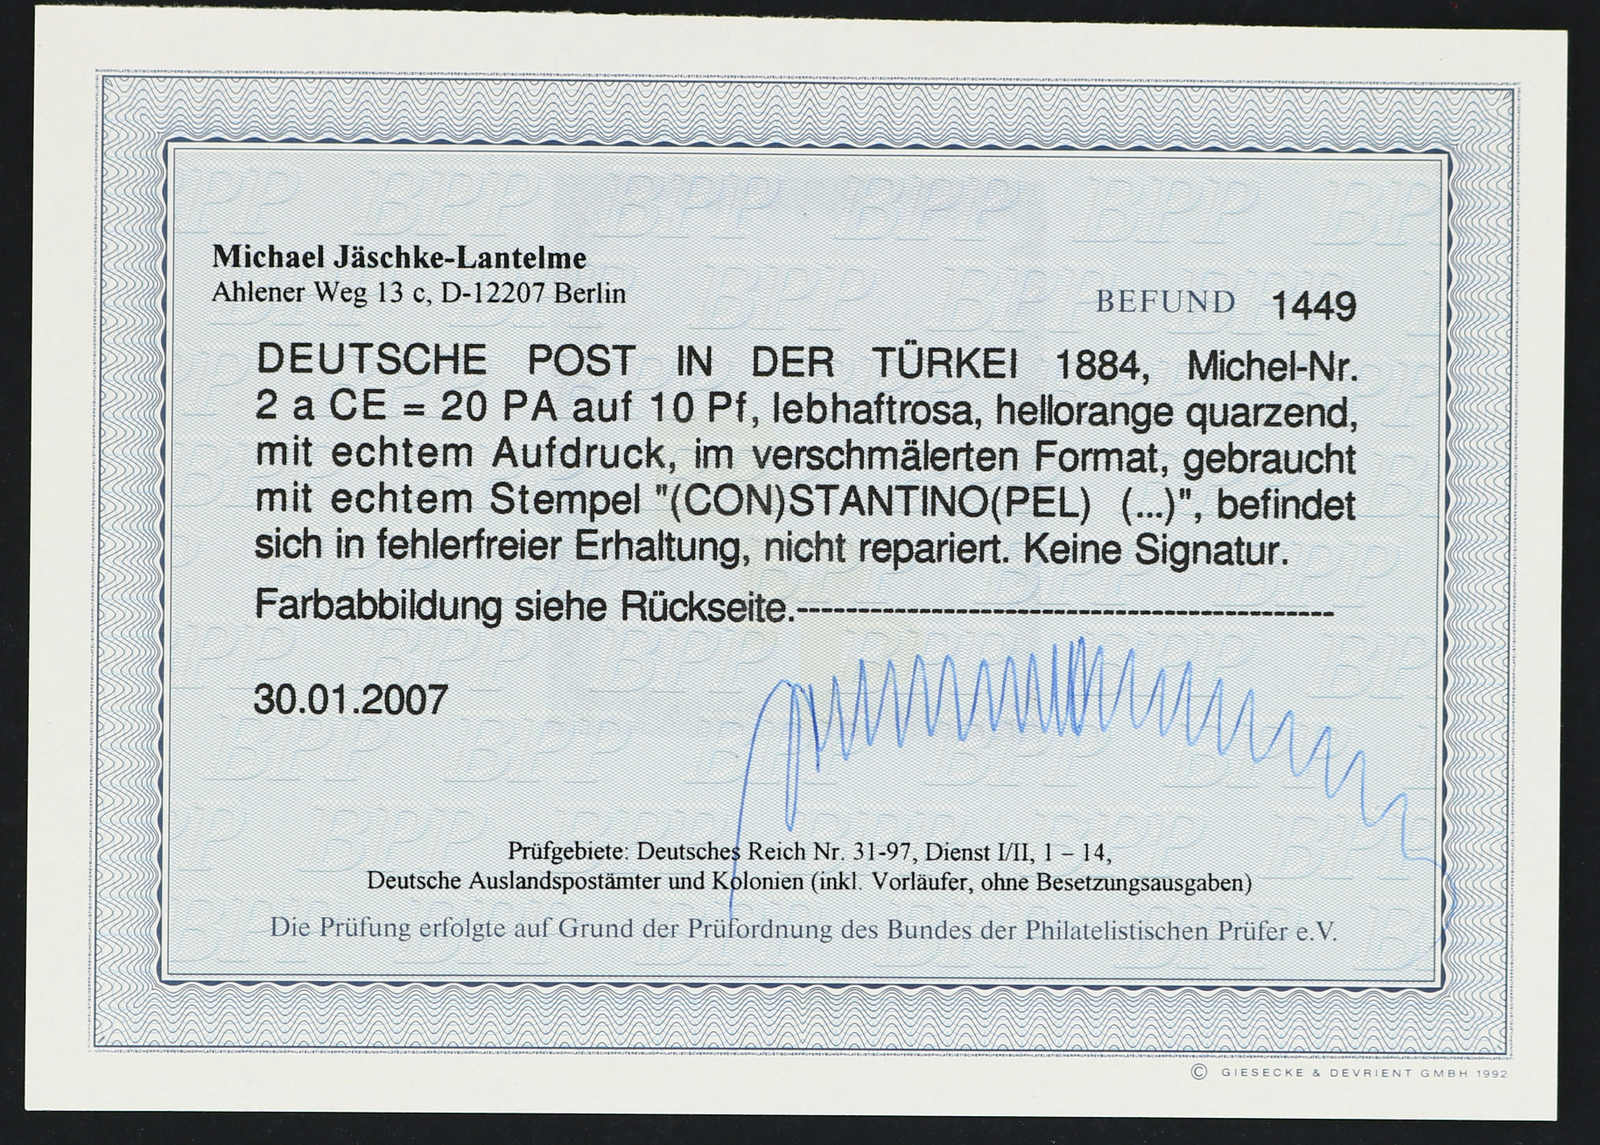 Michael Jäschke-Lantelme
Ahlener Weg 13 c, D-12207 Berlin
BEFUND 1449
DEUTSCHE POST IN DER TÜRKEI 1884, Michel-Nr.
2 a CE = 20 PA auf 10 Pf, lebhaftrosa, hellorange quarzend,
mit echtem Aufdruck, im verschmälerten Format, gebraucht
mit echtem Stempel "(CON)STANTINO(PEL) (...)", befindet
sich in fehlerfreier Erhaltung, nicht repariert. Keine Signatur.
Farbabbildung siehe Rückseite.--------------------------------------------
30.01.2007
Prüfgebiete: Deutsches Reich Nr. 31-97, Dienst I/II, 1 – 14,
Deutsche Auslandspostämter und Kolonien (inkl. Vorläufer, ohne Besetzungsausgaben)
Die Prüfung erfolgte auf Grund der Prüfordnung des Bundes der Philatelistischen Prüfer e.V.
© GIESECKE & DEVRIENT GMBH 1992